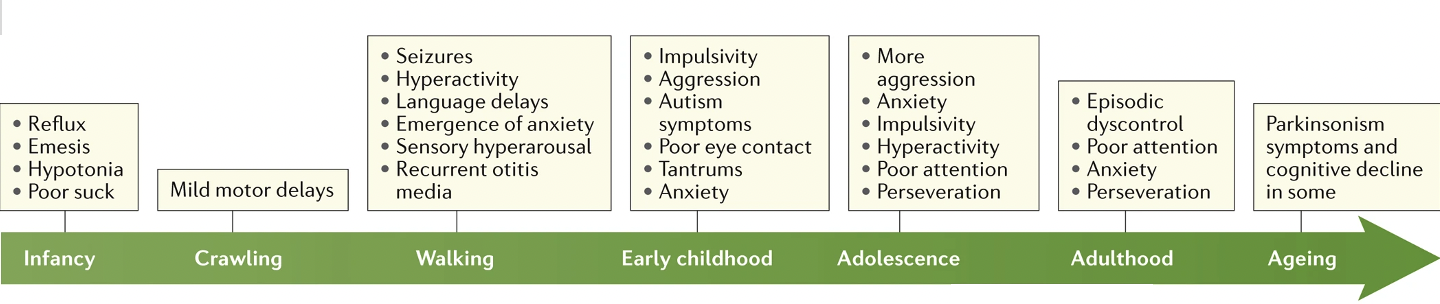 • Reflux
• Emesis
• Hypotonia
• Poor suck
Mild motor delays
• Seizures
• Hyperactivity
• Language delays
• Emergence of anxiety
• Sensory hyperarousal
• Recurrent otitis
media
• Impulsivity
• Aggression
• Autism
symptoms
• Poor eye contact
• Tantrums
• Anxiety
• More
aggression
• Anxiety
• Impulsivity
• Hyperactivity
• Poor attention
• Perseveration
• Episodic
dyscontrol
• Poor attention
• Anxiety
• Perseveration
Parkinsonism
symptoms and
cognitive decline
in some
Infancy
Crawling
Walking
Early childhood
Adolescence
Adulthood
Ageing